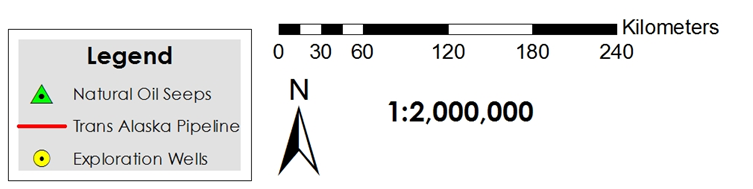 Legend
Natural Oil Seeps
Trans Alaska Pipeline
Exploration Wells
Kilometers
0 15 30 60 120 180 240
N
1:2,000,000